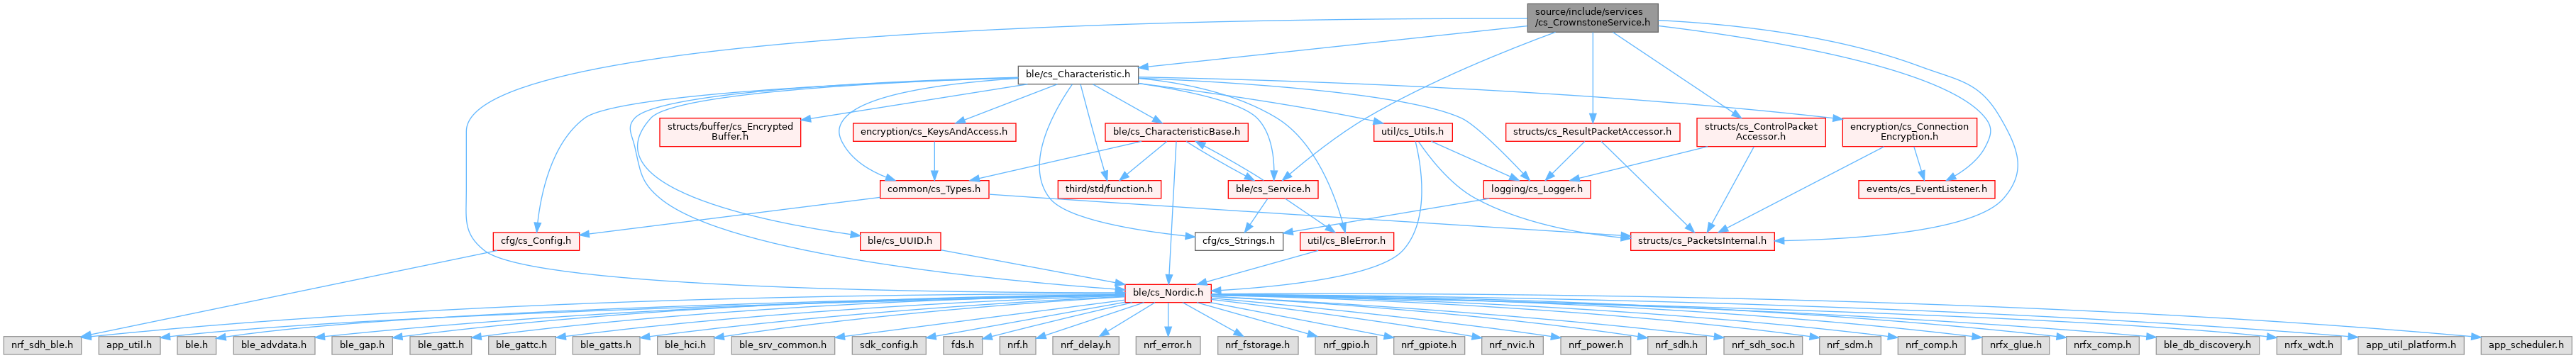 source/include/services
/cs_CrownstoneService.h
ble/cs_Characteristic.h
structs/buffer/cs_Encrypted
Buffer.h
encryption/cs_KeysAndAccess.h
ble/cs_CharacteristicBase.h
util/cs_Utils.h
structs/cs_ResultPacketAccessor.h
structs/cs_ControlPacket
Accessor.h
encryption/cs_Connection
Encryption.h
common/cs_Types.h
third/std/function.h
ble/cs_Service.h
logging/cs_Logger.h
events/cs_EventListener.h
cfg/cs_Config.h
ble/cs_UUID.h
cfg/cs_Strings.h
util/cs_BleError.h
structs/cs_PacketsInternal.h
ble/cs_Nordic.h
nrf_sdh_ble.h
app_util.h
ble.h
ble_advdata.h
ble_gap.h
ble_gatt.h
ble_gattc.h
ble_gatts.h
ble_hci.h
ble_srv_common.h
sdk_config.h
fds.h
nrf.h
nrf_delay.h
nrf_error.h
nrf_fstorage.h
nrf_gpio.h
nrf_gpiote.h
nrf_nvic.h
nrf_power.h
nrf_sdh.h
nrf_sdh_soc.h
nrf_sdm.h
nrf_comp.h
nrfx_glue.h
nrfx_comp.h
ble_db_discovery.h
nrfx_wdt.h
app_util_platform.h
app_scheduler.h